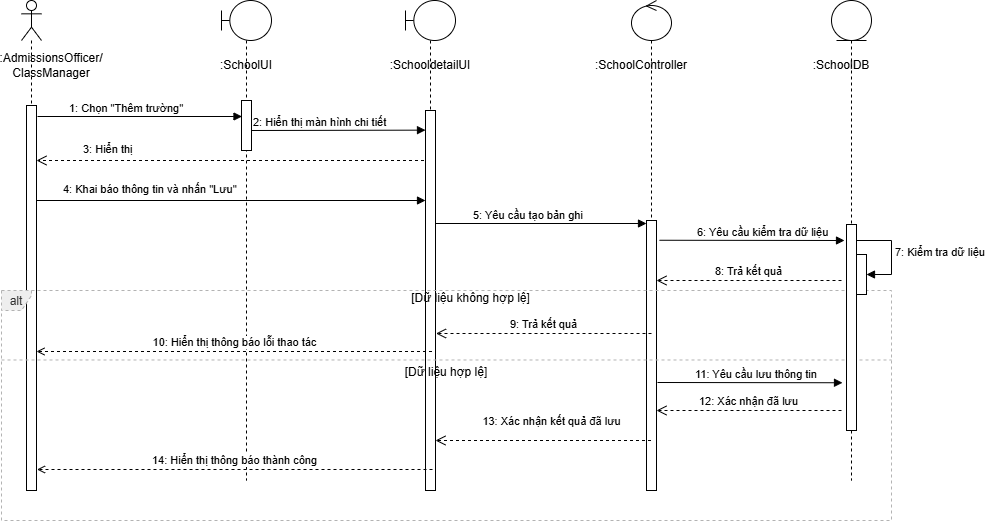 :AdmissionsOfficer/
ClassManager
:SchoolUI
:SchooldetailUI
:SchoolController
:SchoolDB
1: Chọn "Thêm trường"
2: Hiển thị màn hình chi tiết
3: Hiển thị
4: Khai báo thông tin và nhấn "Lưu"
5: Yêu cầu tạo bản ghi
6: Yêu cầu kiểm tra dữ liệu
7: Kiểm tra dữ liệu
8: Trả kết quả
alt
[Dữ liệu không hợp lệ]
9: Trả kết quả
10: Hiển thị thông báo lỗi thao tác
[Dữ liệu hợp lệ]
11: Yêu cầu lưu thông tin
12: Xác nhận đã lưu
13: Xác nhận kết quả đã lưu
14: Hiển thị thông báo thành công